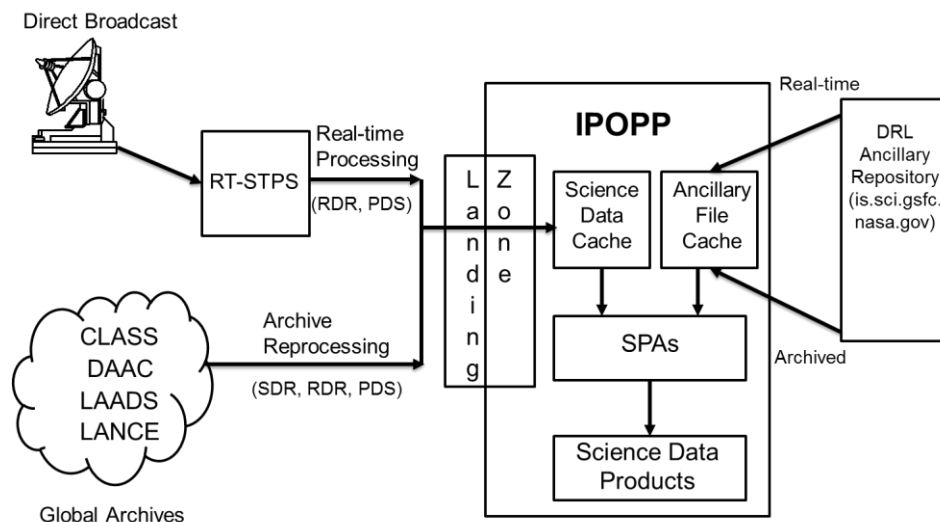 Direct Broadcast
RT-STPS
Real-time
Processing
(RDR, PDS)
CLASS
DAAC
LAADS
LANCE
Global Archives
Archive
Reprocessing
(SDR, RDR, PDS)
Landing
Zone
IPOPP
Science
Data
Cache
Ancillary
File
Cache
SPAs
Science Data
Products
Real-time
Archived
DRL
Ancillary
Repository
(is.sci.gsfc.
nasa.gov)